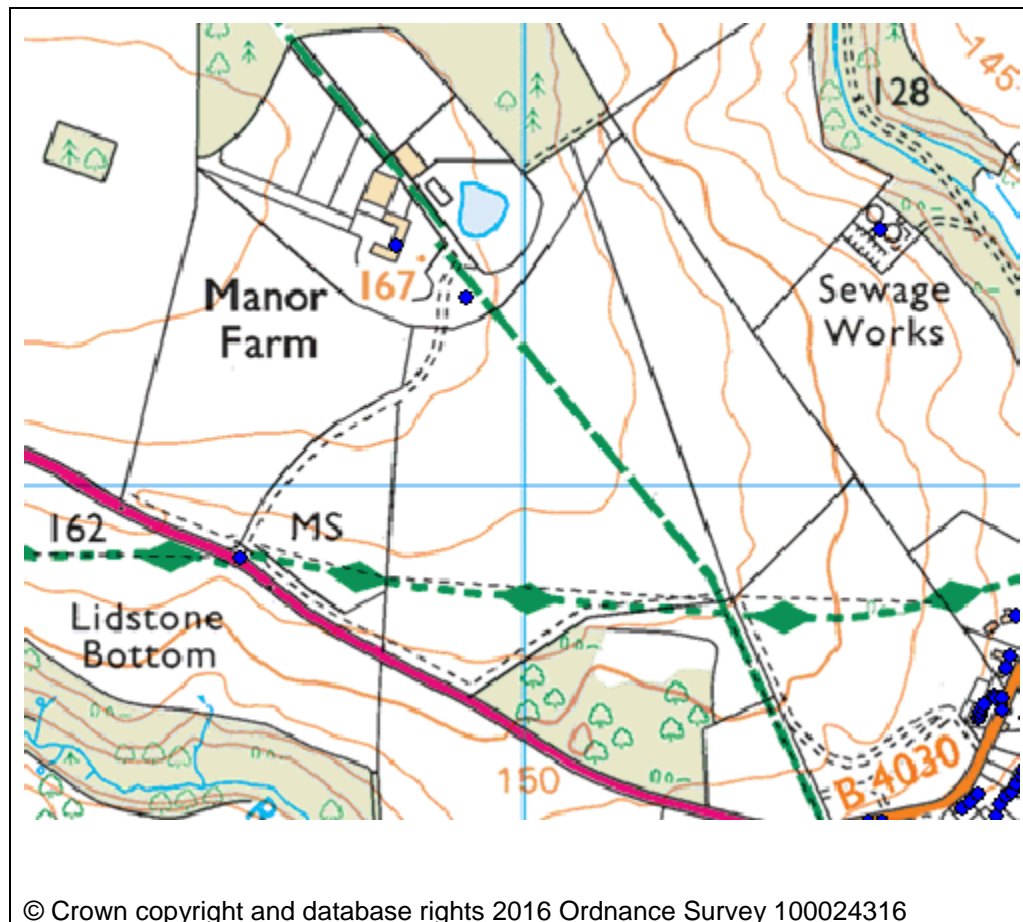 128
145
167
Manor
Farm
Sewage
Works
162
MS
Lidstone
Bottom
150
B 4030
© Crown copyright and database rights 2016 Ordnance Survey 100024316